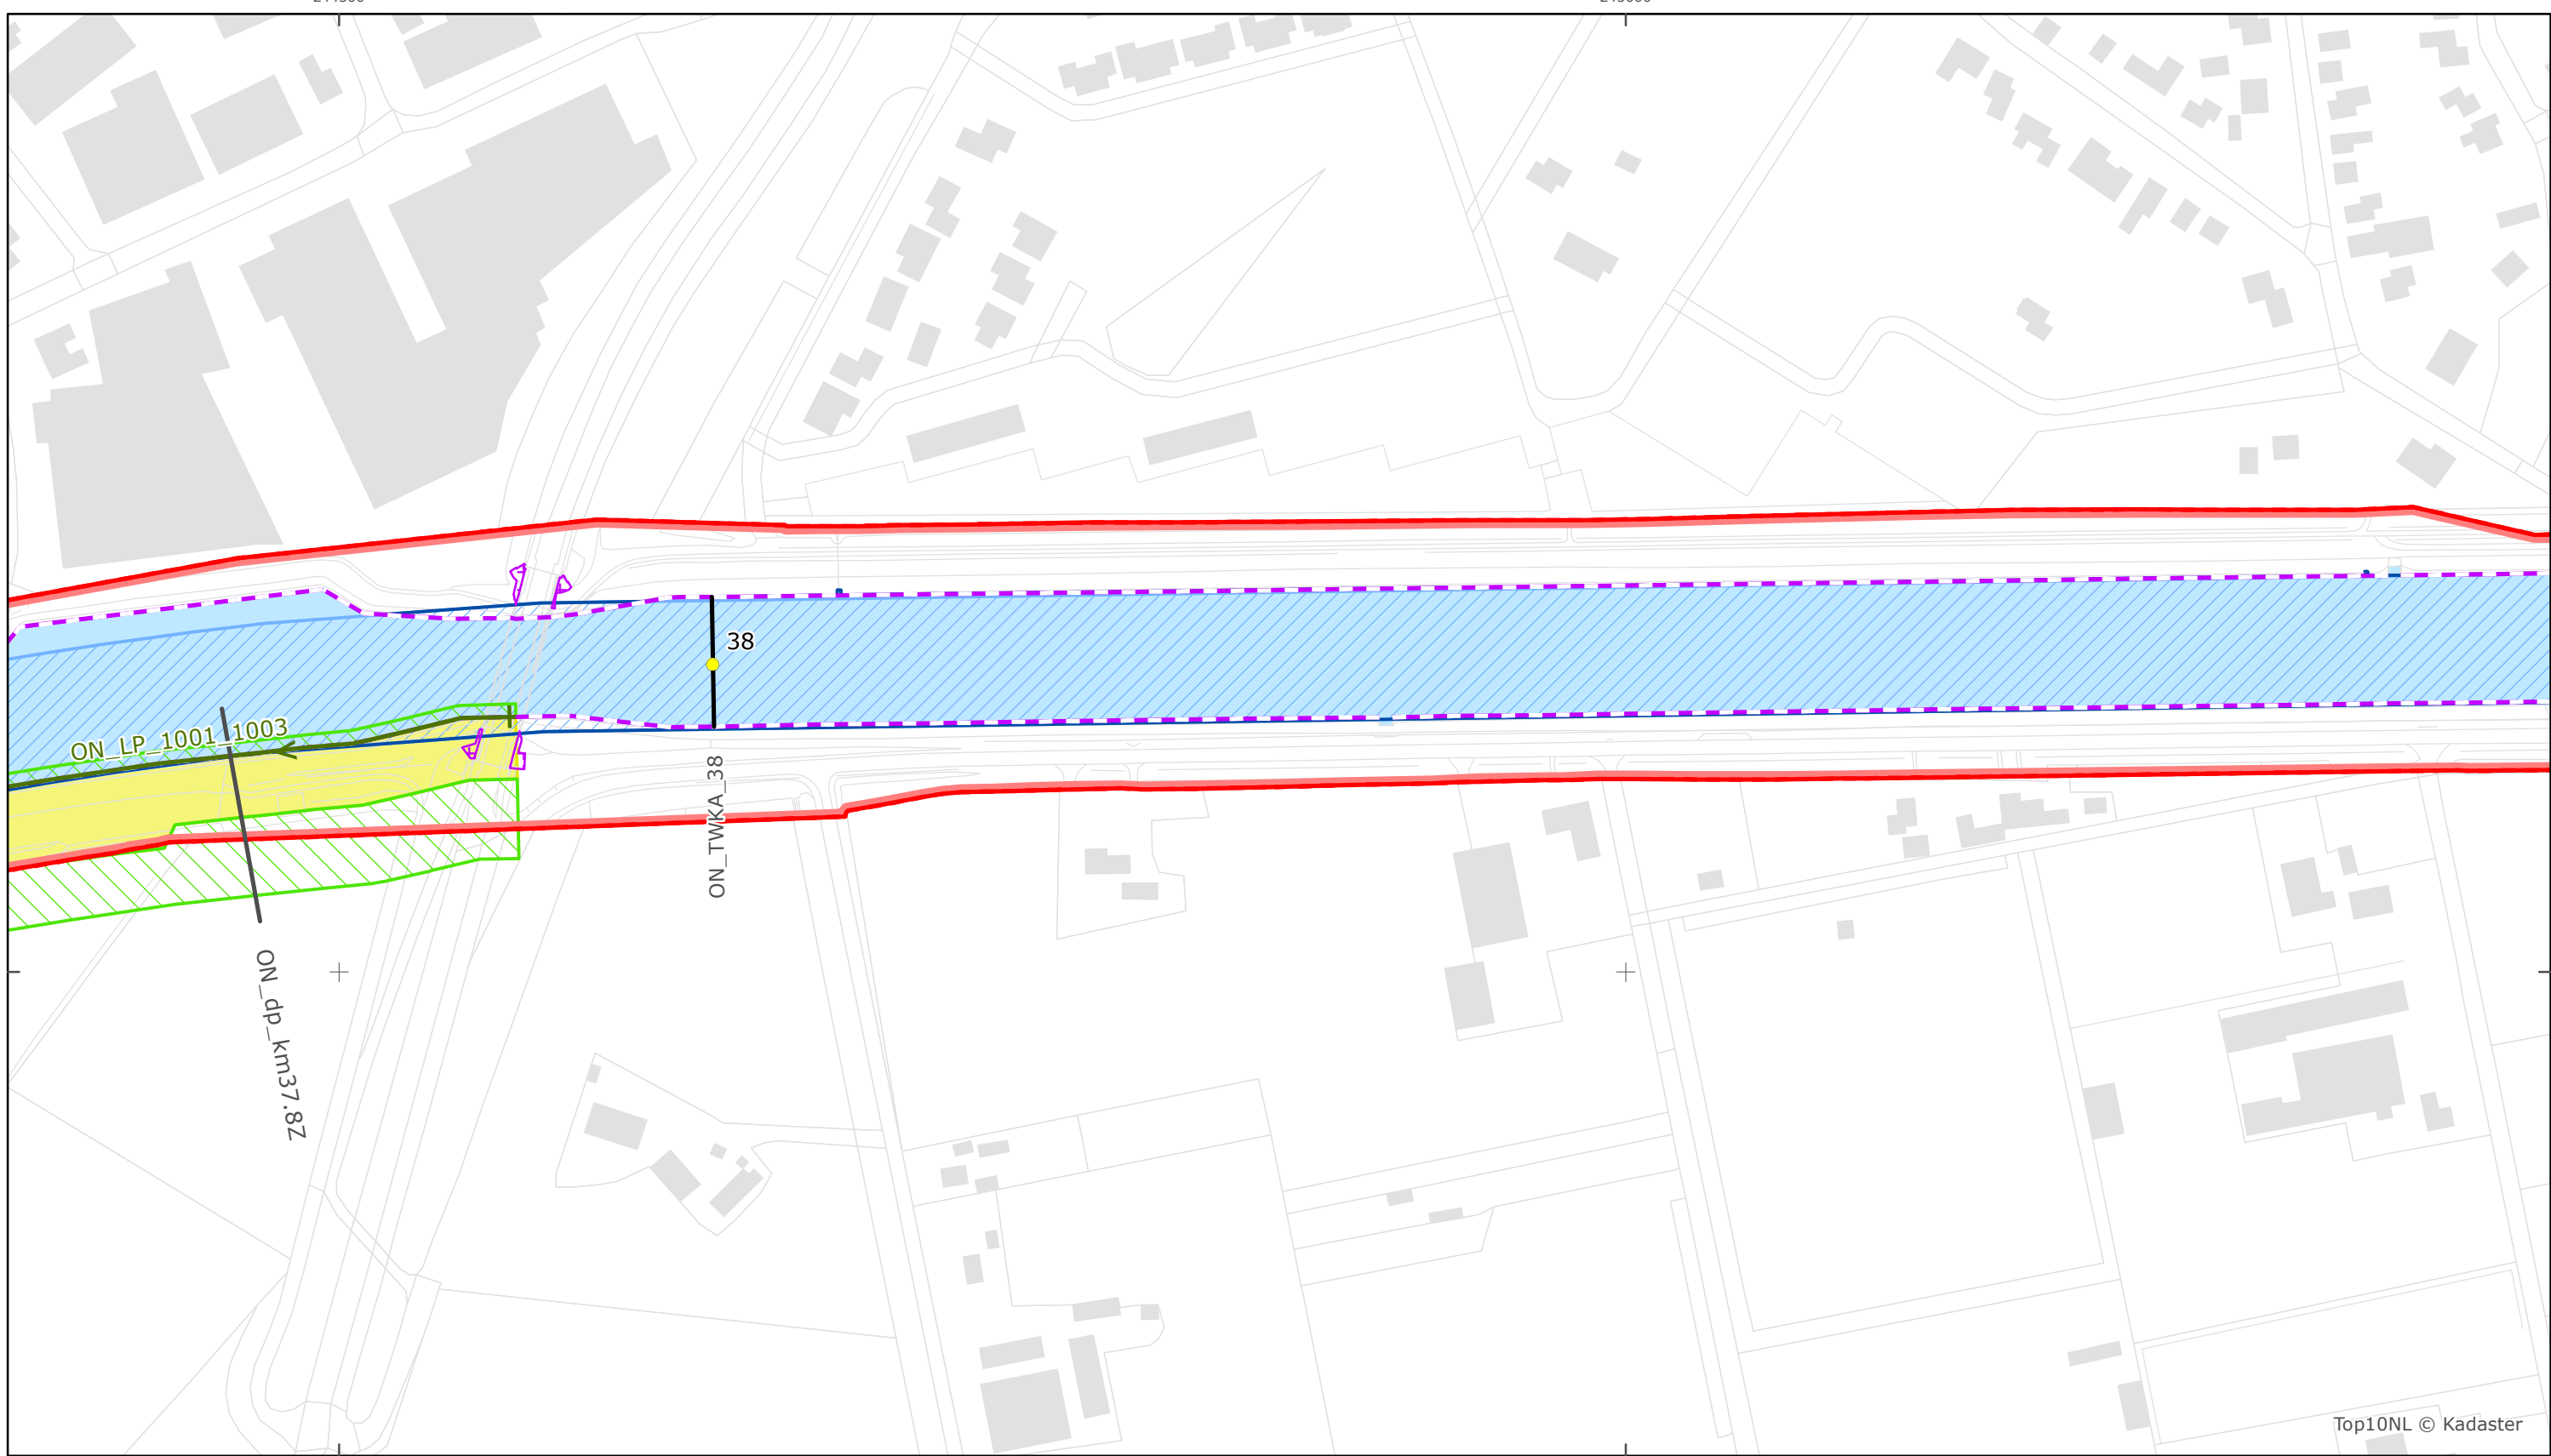 38
ON_LP_1001_1003
ON_TWKA_38
ON_dp_km37.8Z
Top10NL © Kadaster